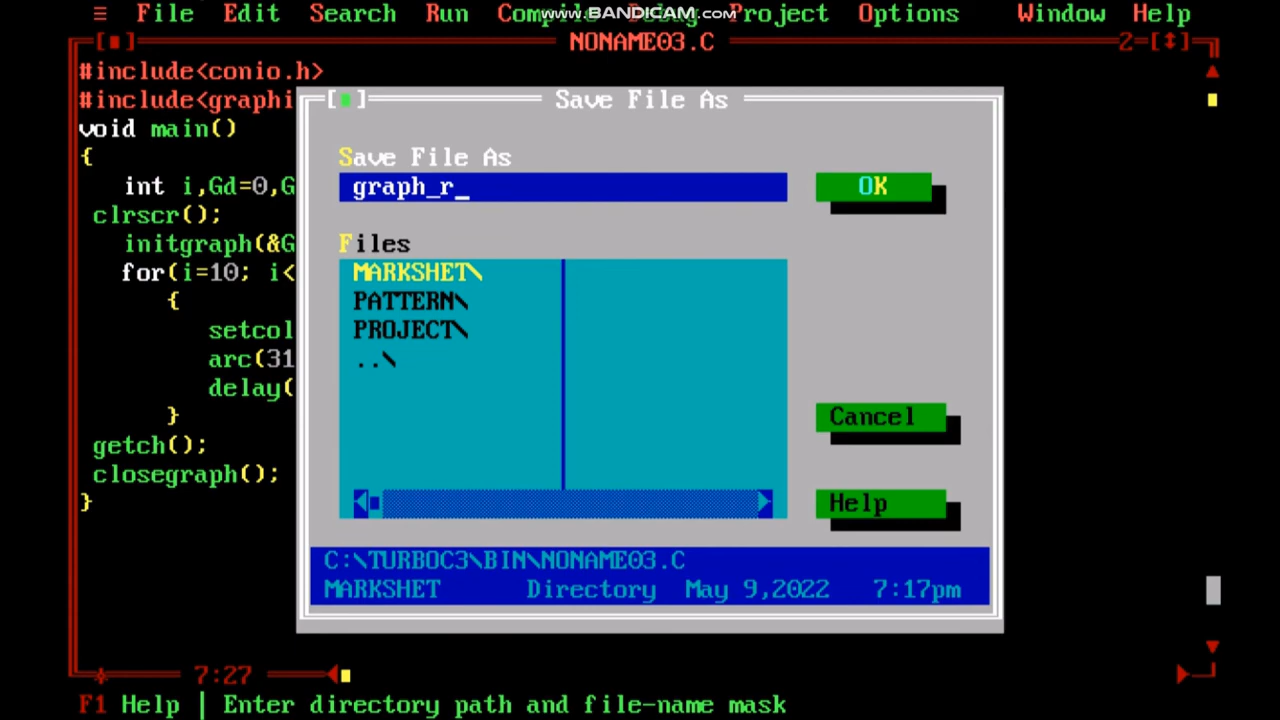 ≡ File Edit Search Run Compile Debug Project Options Window Help
www.BANDICAM.com
[■] NONAME03.C 2=[↕]
#include<conio.h>
#include<graphi
void main()
{
int i,Gd=0,G
clrscr();
initgraph(&G
for(i=10; i<
{
setcol
arc(31
delay(
}
getch();
closegraph();
}
[■] Save File As
Save File As
graph_r_
OK
Files
MARKSHET\
PATTERN\
PROJECT\
..\
Cancel
Help
C:\TURBOC3\BIN\NONAME03.C
MARKSHET Directory May 9,2022 7:17pm
7:27
F1 Help | Enter directory path and file-name mask